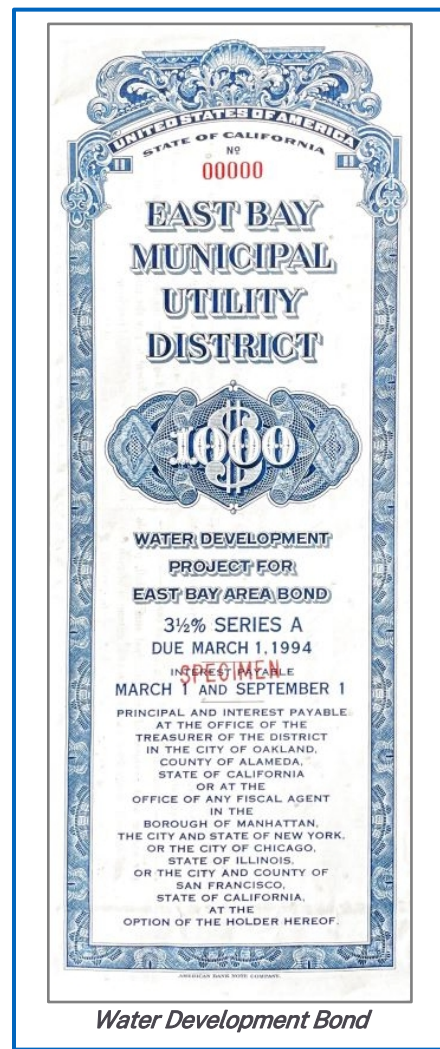 UNITED STATES OF AMERICA
STATE OF CALIFORNIA
Nº
00000
EAST BAY
MUNICIPAL
UTILITY
DISTRICT
$1000
WATER DEVELOPMENT
PROJECT FOR
EAST BAY AREA BOND
3½% SERIES A
DUE MARCH 1, 1994
INTEREST PAYABLE
SPECIMEN
MARCH 1 AND SEPTEMBER 1
PRINCIPAL AND INTEREST PAYABLE
AT THE OFFICE OF THE
TREASURER OF THE DISTRICT
IN THE CITY OF OAKLAND,
COUNTY OF ALAMEDA,
STATE OF CALIFORNIA
OR AT THE
OFFICE OF ANY FISCAL AGENT
IN THE
BOROUGH OF MANHATTAN,
THE CITY AND STATE OF NEW YORK,
OR THE CITY OF CHICAGO,
STATE OF ILLINOIS,
OR THE CITY AND COUNTY OF
SAN FRANCISCO,
STATE OF CALIFORNIA,
AT THE
OPTION OF THE HOLDER HEREOF.
AMERICAN BANK NOTE COMPANY.
Water Development Bond